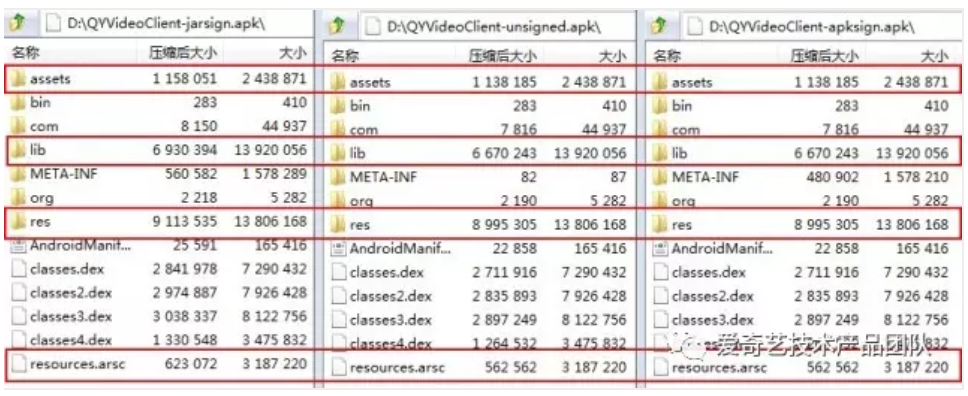 D:\QYVideoClient-jarsign.apk\
名称 压缩后大小 大小
assets 1 158 051 2 438 871
bin 283 410
com 8 150 44 937
lib 6 930 394 13 920 056
META-INF 560 582 1 578 289
org 2 218 5 282
res 9 113 535 13 806 168
AndroidManif... 25 591 165 416
classes.dex 2 841 978 7 290 432
classes2.dex 2 974 887 7 926 428
classes3.dex 3 038 337 8 122 756
classes4.dex 1 330 548 3 475 832
resources.arsc 623 072 3 187 220
D:\QYVideoClient-unsigned.apk\
名称 压缩后大小 大小
assets 1 138 185 2 438 871
bin 283 410
com 7 816 44 937
lib 6 670 243 13 920 056
META-INF 82 87
org 2 190 5 282
res 8 995 305 13 806 168
AndroidManif... 22 858 165 416
classes.dex 2 711 916 7 290 432
classes2.dex 2 835 893 7 926 428
classes3.dex 2 897 249 8 122 756
classes4.dex 1 264 532 3 475 832
resources.arsc 562 562 3 187 220
D:\QYVideoClient-apksign.apk\
名称 压缩后大小 大小
assets 1 138 185 2 438 871
bin 283 410
com 7 816 44 937
lib 6 670 243 13 920 056
META-INF 480 902 1 578 210
org 2 190 5 282
res 8 995 305 13 806 168
AndroidManif... 22 858 165 416
classes.dex 2 711 916 7 290 432
classes2.dex 2 835 893 7 926 428
classes3.dex 2 897 249 8 122 756
classes4.dex 1 264 532 3 475 832
resources.arsc 562 562 3 187 220
爱奇艺技术产品团队